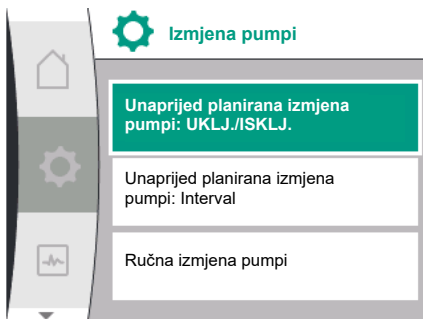 Izmjena pumpi
Unaprijed planirana izmjena
pumpi: UKLJ./ISKLJ.
Unaprijed planirana izmjena
pumpi: Interval
Ručna izmjena pumpi